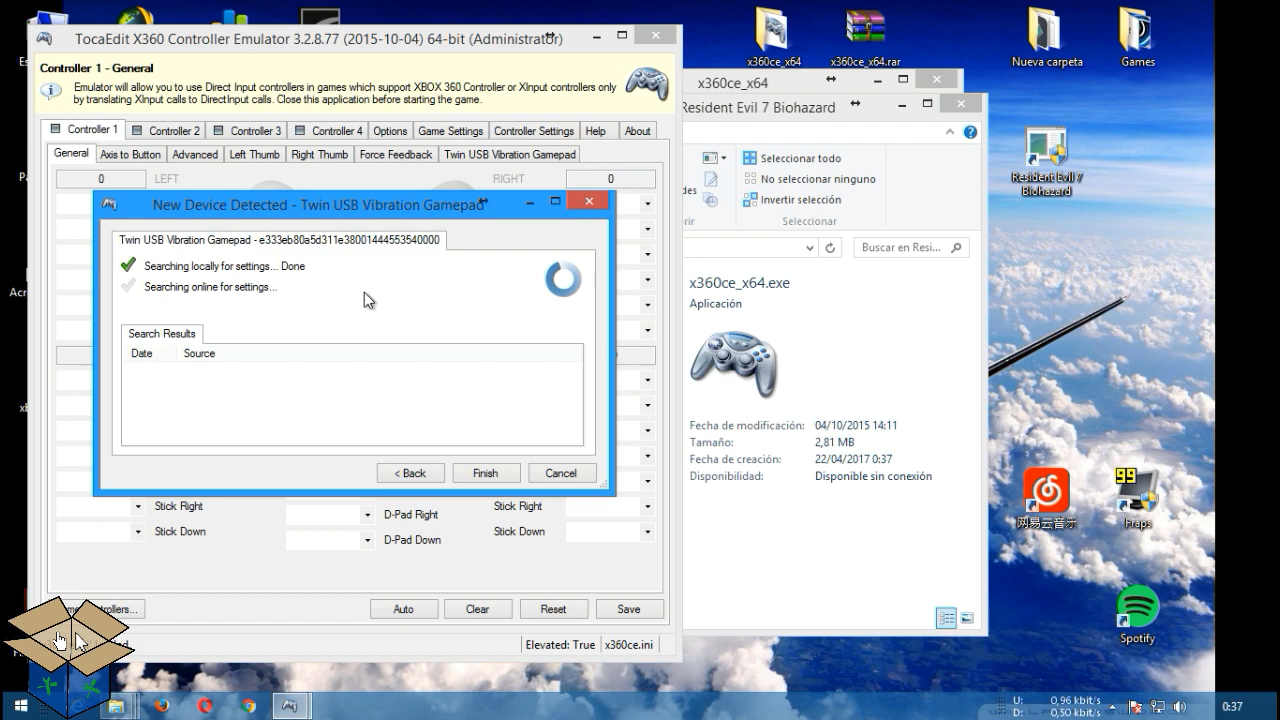 TocaEdit X360 Controller Emulator 3.2.8.77 (2015-10-04) 64-bit (Administrator)
Controller 1 - General
Emulator will allow you to use Direct Input controllers in games which support XBOX 360 Controller or XInput controllers only
by translating XInput calls to DirectInput calls. Close this application before starting the game.
Controller 1
Controller 2
Controller 3
Controller 4
Options
Game Settings
Controller Settings
Help
About
General
Axis to Button
Advanced
Left Thumb
Right Thumb
Force Feedback
Twin USB Vibration Gamepad
0
LEFT
RIGHT
0
New Device Detected - Twin USB Vibration Gamepad
Twin USB Vibration Gamepad - e333eb80a5d311e38001444553540000
Searching locally for settings... Done
Searching online for settings...
Search Results
Date
Source
< Back
Finish
Cancel
Stick Right
D-Pad Right
Stick Right
Stick Down
D-Pad Down
Stick Down
Auto
Clear
Reset
Save
Elevated: True
x360ce.ini
x360ce_x64
Resident Evil 7 Biohazard
Seleccionar todo
No seleccionar ninguno
Invertir selección
Seleccionar
Buscar en Resi...
x360ce_x64.exe
Aplicación
Fecha de modificación: 04/10/2015 14:11
Tamaño: 2,81 MB
Fecha de creación: 22/04/2017 0:37
Disponibilidad: Disponible sin conexión
x360ce_x64
x360ce_x64.rar
Nueva carpeta
Games
Resident Evil 7
Biohazard
网易云音乐
99
Fraps
Spotify
U: 0,96 kbit/s
D: 0,50 kbit/s
0:37